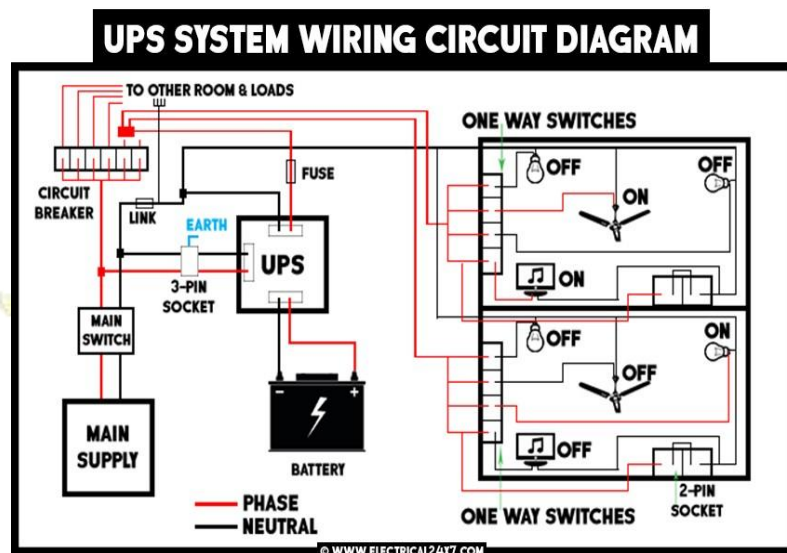 UPS SYSTEM WIRING CIRCUIT DIAGRAM
TO OTHER ROOM & LOADS
CIRCUIT
BREAKER
LINK
FUSE
EARTH
3-PIN
SOCKET
UPS
MAIN
SWITCH
MAIN
SUPPLY
- +
BATTERY
PHASE
NEUTRAL
ONE WAY SWITCHES
OFF
OFF
ON
ON
OFF
ON
OFF
OFF
ONE WAY SWITCHES
2-PIN
SOCKET
© WWW.ELECTRICAL24X7.COM